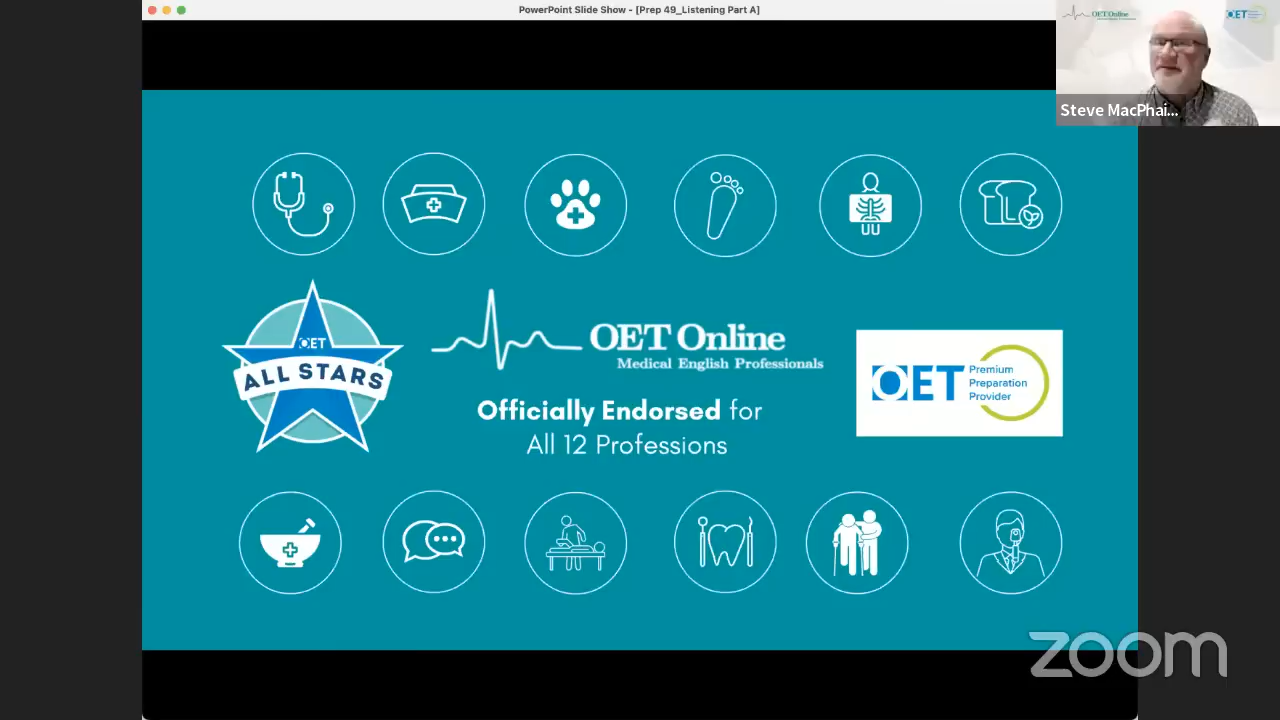 PowerPoint Slide Show - [Prep 49_Listening Part A]
OET Online
OET
Steve MacPhai...
OET
ALL STARS
OET Online
Medical English Professionals
Officially Endorsed for
All 12 Professions
OET
Premium
Preparation
Provider
zoom